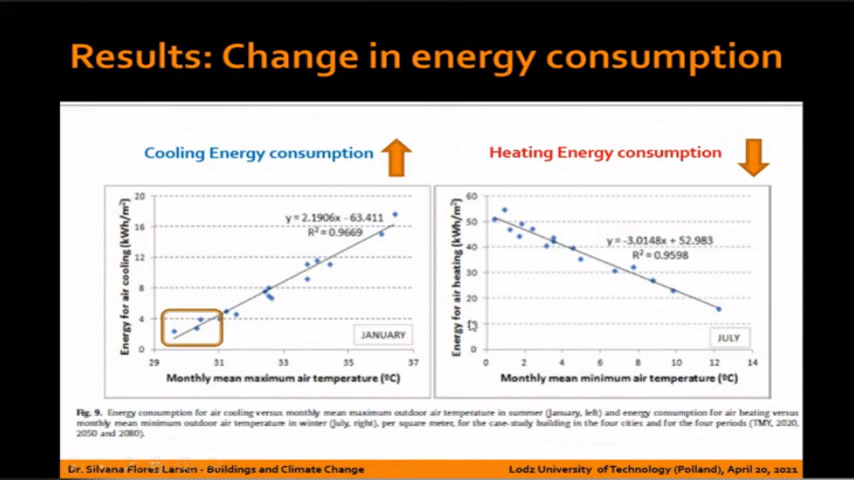 Results: Change in energy consumption
Cooling Energy consumption
Heating Energy consumption
Energy for air cooling (kWh/m²)
20
16
12
8
4
0
y = 2.1906x - 63.411
R² = 0.9669
JANUARY
29
31
33
35
37
Monthly mean maximum air temperature (ºC)
Energy for air heating (kWh/m²)
60
50
40
30
20
10
0
y = -3.0148x + 52.983
R² = 0.9598
JULY
0
2
4
6
8
10
12
14
Monthly mean minimum air temperature (ºC)
Fig. 9. Energy consumption for air cooling versus monthly mean maximum outdoor air temperature in summer (January, left) and energy consumption for air heating versus
monthly mean minimum outdoor air temperature in winter (July, right), per square meter, for the case-study building in the four cities and for the four periods (TMY, 2020,
2050 and 2080).
Dr. Silvana Flores Larsen - Buildings and Climate Change
Lodz University of Technology (Polland), April 20, 2021